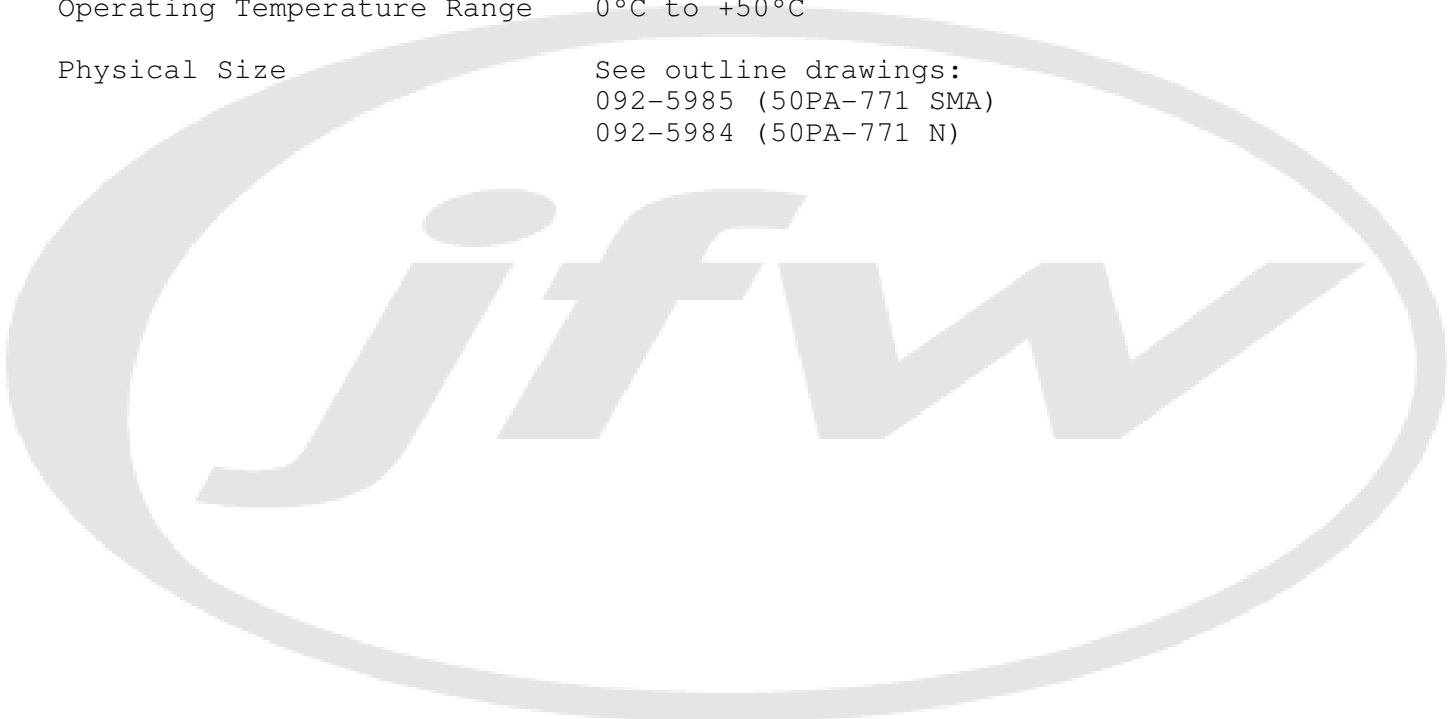 Operating Temperature Range 0°C to +50°C
Physical Size See outline drawings:
092-5985 (50PA-771 SMA)
092-5984 (50PA-771 N)
jfw